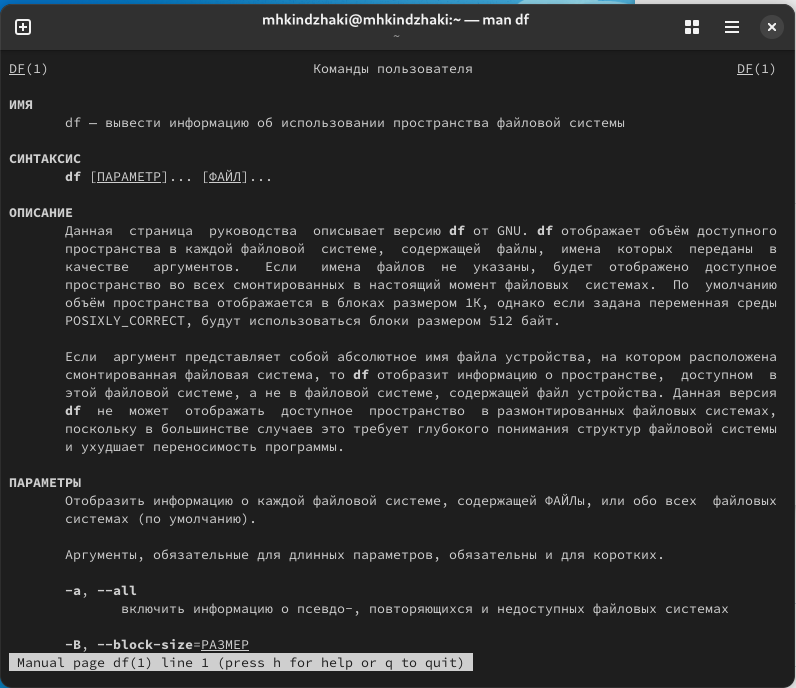 mhkindzhaki@mhkindzhaki:~ — man df
~
DF(1) Команды пользователя DF(1)
ИМЯ
df — вывести информацию об использовании пространства файловой системы
СИНТАКСИС
df [ПАРАМЕТР]... [ФАЙЛ]...
ОПИСАНИЕ
Данная страница руководства описывает версию df от GNU. df отображает объём доступного
пространства в каждой файловой системе, содержащей файлы, имена которых переданы в
качестве аргументов. Если имена файлов не указаны, будет отображено доступное
пространство во всех смонтированных в настоящий момент файловых системах. По умолчанию
объём пространства отображается в блоках размером 1K, однако если задана переменная среды
POSIXLY_CORRECT, будут использоваться блоки размером 512 байт.
Если аргумент представляет собой абсолютное имя файла устройства, на котором расположена
смонтированная файловая система, то df отобразит информацию о пространстве, доступном в
этой файловой системе, а не в файловой системе, содержащей файл устройства. Данная версия
df не может отображать доступное пространство в размонтированных файловых системах,
поскольку в большинстве случаев это требует глубокого понимания структур файловой системы
и ухудшает переносимость программы.
ПАРАМЕТРЫ
Отобразить информацию о каждой файловой системе, содержащей ФАЙЛы, или обо всех файловых
системах (по умолчанию).
Аргументы, обязательные для длинных параметров, обязательны и для коротких.
-a, --all
включить информацию о псевдо-, повторяющихся и недоступных файловых системах
-B, --block-size=РАЗМЕР
Manual page df(1) line 1 (press h for help or q to quit)